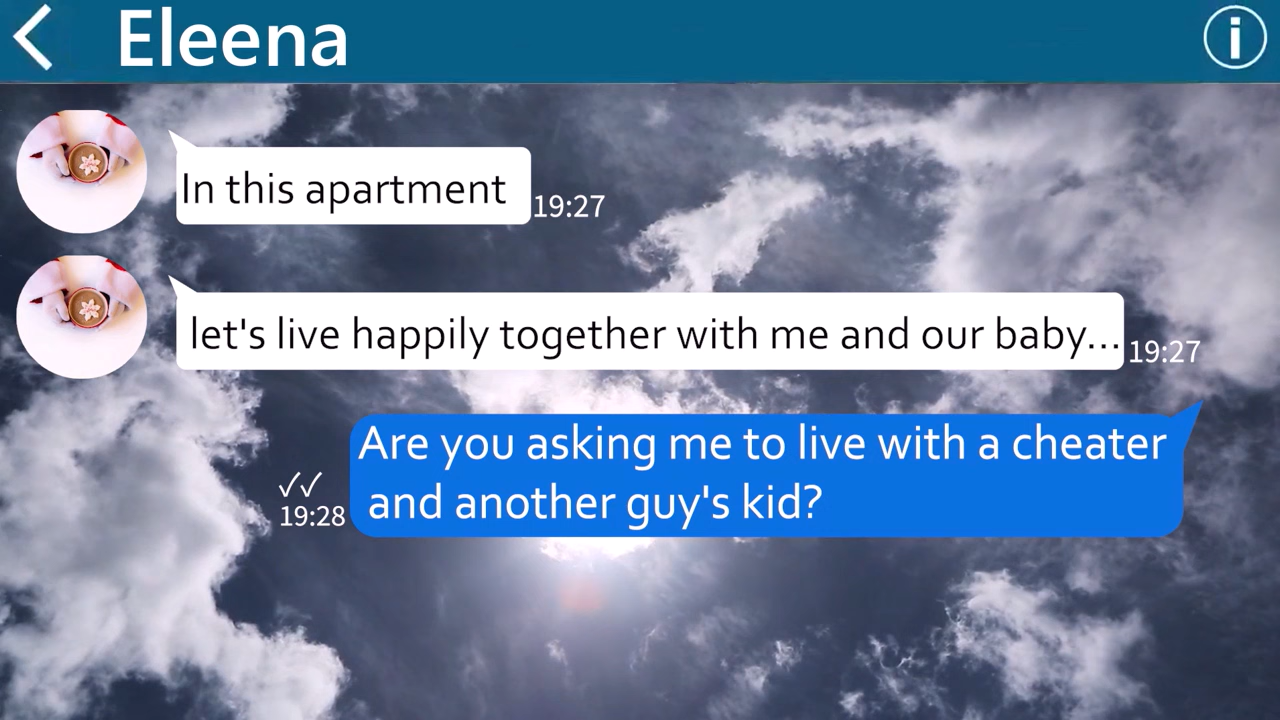 Eleena
In this apartment
19:27
let's live happily together with me and our baby...
19:27
Are you asking me to live with a cheater
and another guy's kid?
19:28